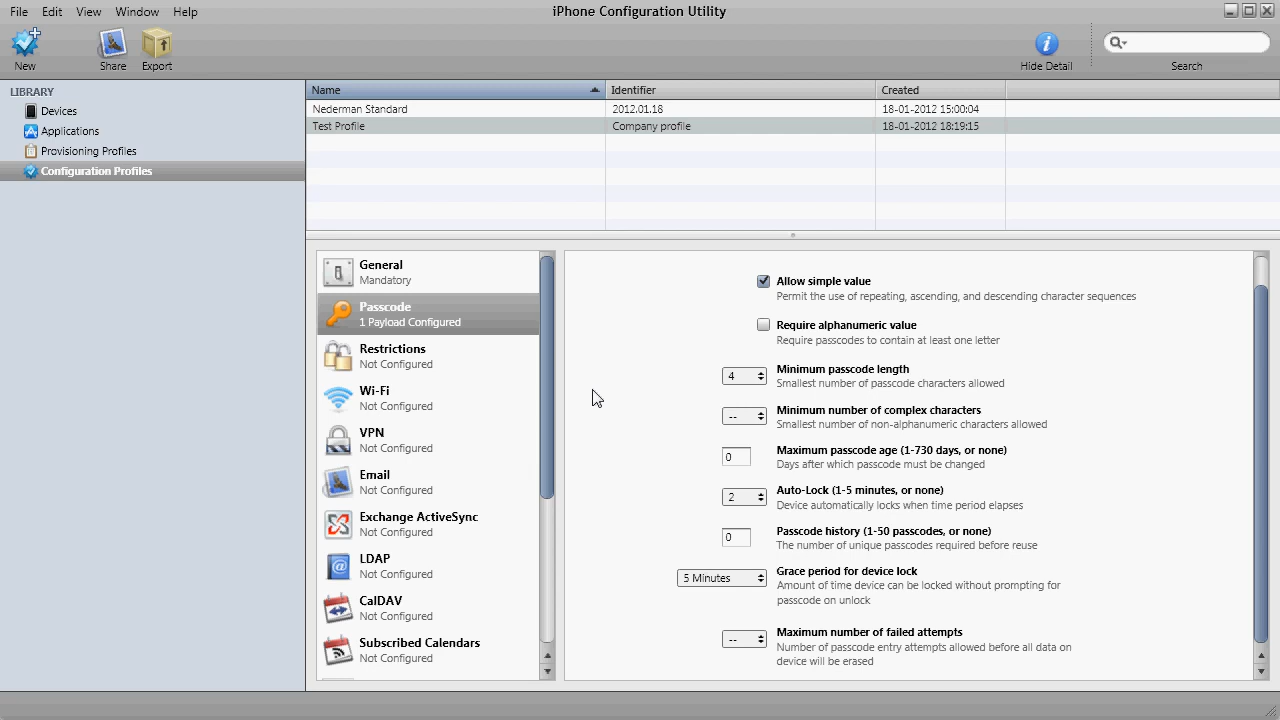 iPhone Configuration Utility
File Edit View Window Help
New Share Export Hide Detail Search
LIBRARY
Devices
Applications
Provisioning Profiles
Configuration Profiles
Name Identifier Created
Nederman Standard 2012.01.18 18-01-2012 15:00:04
Test Profile Company profile 18-01-2012 18:19:15
General
Mandatory
Passcode
1 Payload Configured
Restrictions
Not Configured
Wi-Fi
Not Configured
VPN
Not Configured
Email
Not Configured
Exchange ActiveSync
Not Configured
LDAP
Not Configured
CalDAV
Not Configured
Subscribed Calendars
Not Configured
Allow simple value
Permit the use of repeating, ascending, and descending character sequences
Require alphanumeric value
Require passcodes to contain at least one letter
4 Minimum passcode length
Smallest number of passcode characters allowed
-- Minimum number of complex characters
Smallest number of non-alphanumeric characters allowed
0 Maximum passcode age (1-730 days, or none)
Days after which passcode must be changed
2 Auto-Lock (1-5 minutes, or none)
Device automatically locks when time period elapses
0 Passcode history (1-50 passcodes, or none)
The number of unique passcodes required before reuse
5 Minutes Grace period for device lock
Amount of time device can be locked without prompting for
passcode on unlock
-- Maximum number of failed attempts
Number of passcode entry attempts allowed before all data on
device will be erased